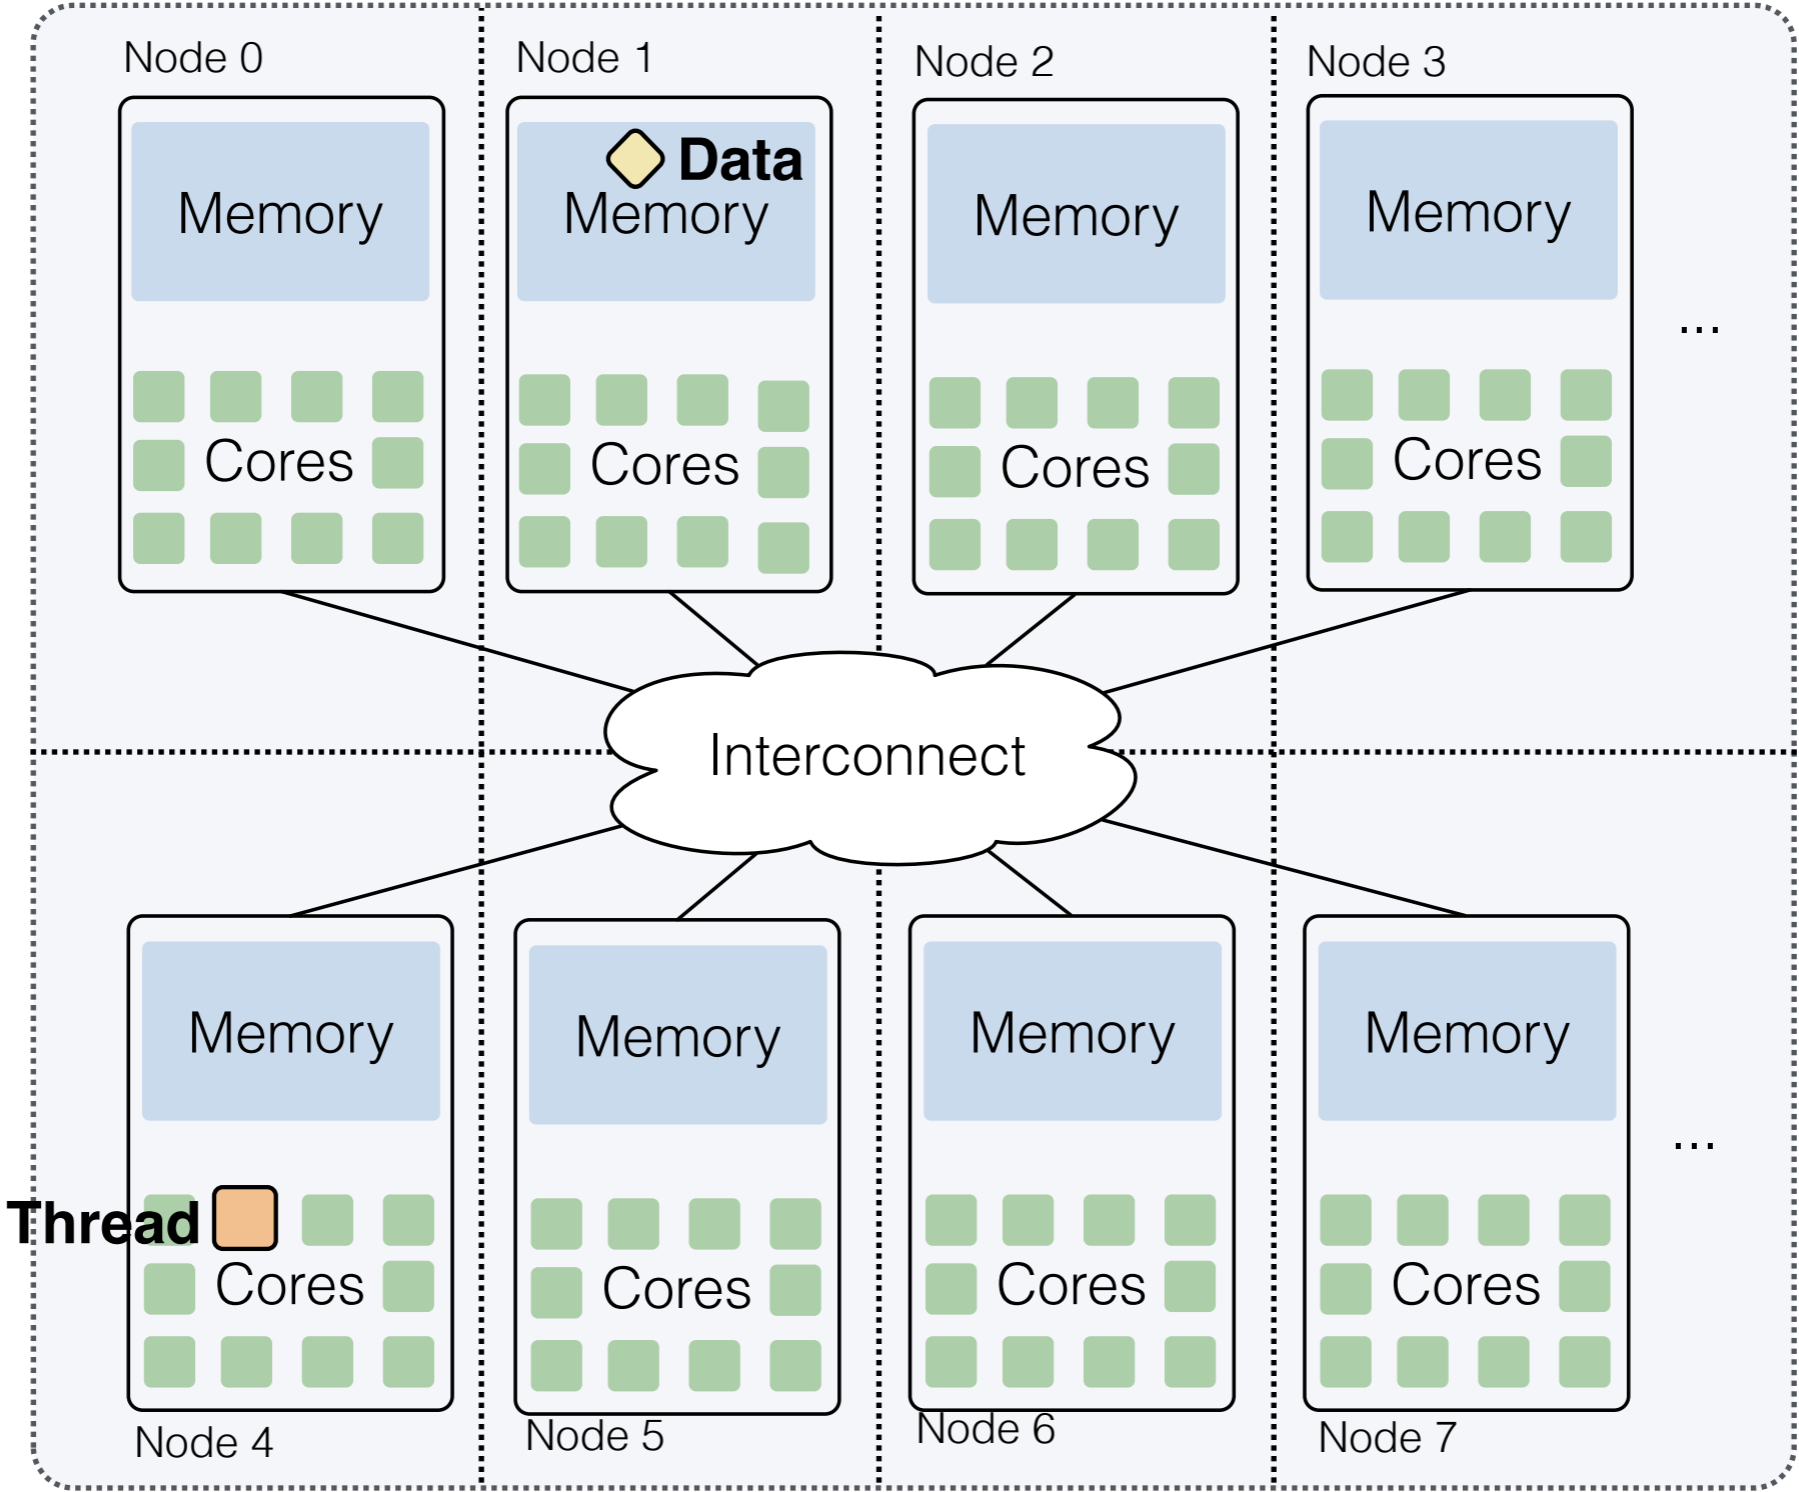 Node 0
Node 1
Node 2
Node 3
Data
Memory
Memory
Memory
Memory
...
Cores
Cores
Cores
Cores
Interconnect
Memory
Memory
Memory
Memory
...
Thread
Cores
Cores
Cores
Cores
Node 4
Node 5
Node 6
Node 7